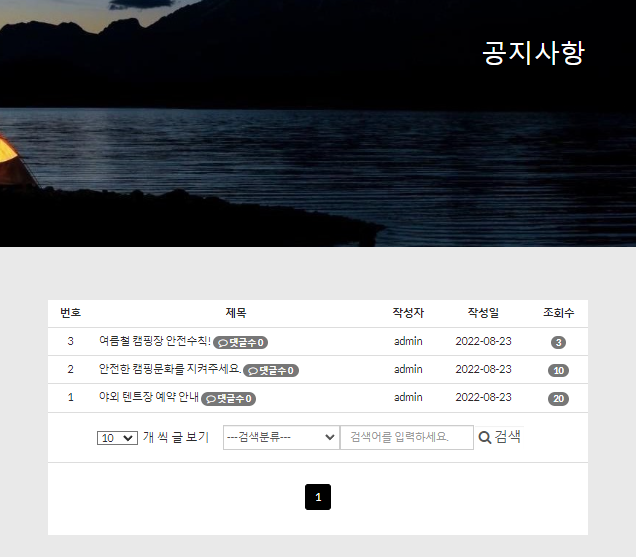 공지사항
번호 제목 작성자 작성일 조회수
3 여름철 캠핑장 안전수칙! 댓글수 0 admin 2022-08-23 3
2 안전한 캠핑문화를 지켜주세요. 댓글수 0 admin 2022-08-23 10
1 야외 텐트장 예약 안내 댓글수 0 admin 2022-08-23 20
10 개 씩 글 보기 ---검색분류--- 검색어를 입력하세요. 검색
1